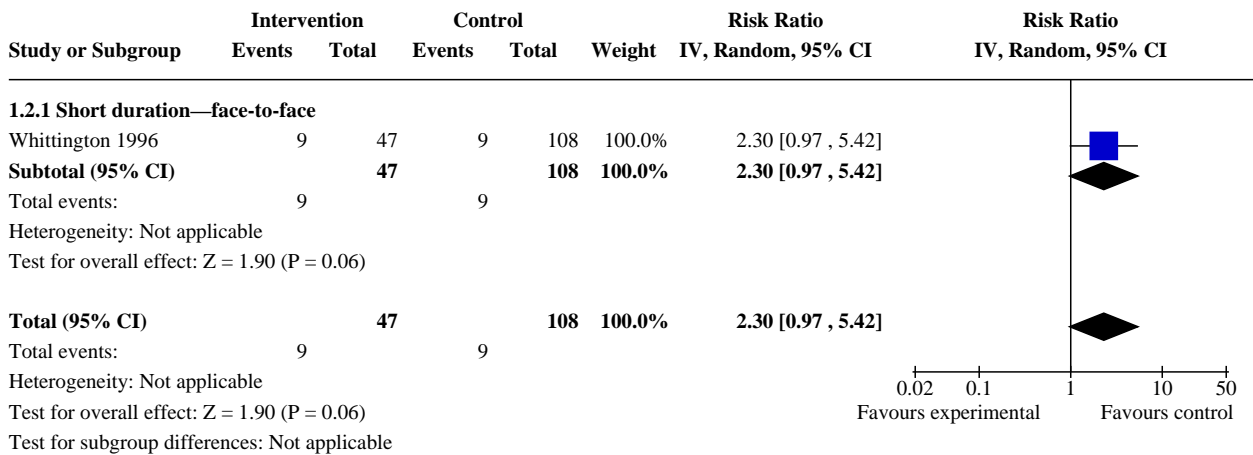 Intervention Control Risk Ratio Risk Ratio
Study or Subgroup Events Total Events Total Weight IV, Random, 95% CI IV, Random, 95% CI
1.2.1 Short duration—face-to-face
Whittington 1996 9 47 9 108 100.0% 2.30 [0.97 , 5.42]
Subtotal (95% CI) 47 108 100.0% 2.30 [0.97 , 5.42]
Total events: 9 9
Heterogeneity: Not applicable
Test for overall effect: Z = 1.90 (P = 0.06)
Total (95% CI) 47 108 100.0% 2.30 [0.97 , 5.42]
Total events: 9 9
Heterogeneity: Not applicable
0.02 0.1 1 10 50
Test for overall effect: Z = 1.90 (P = 0.06) Favours experimental Favours control
Test for subgroup differences: Not applicable